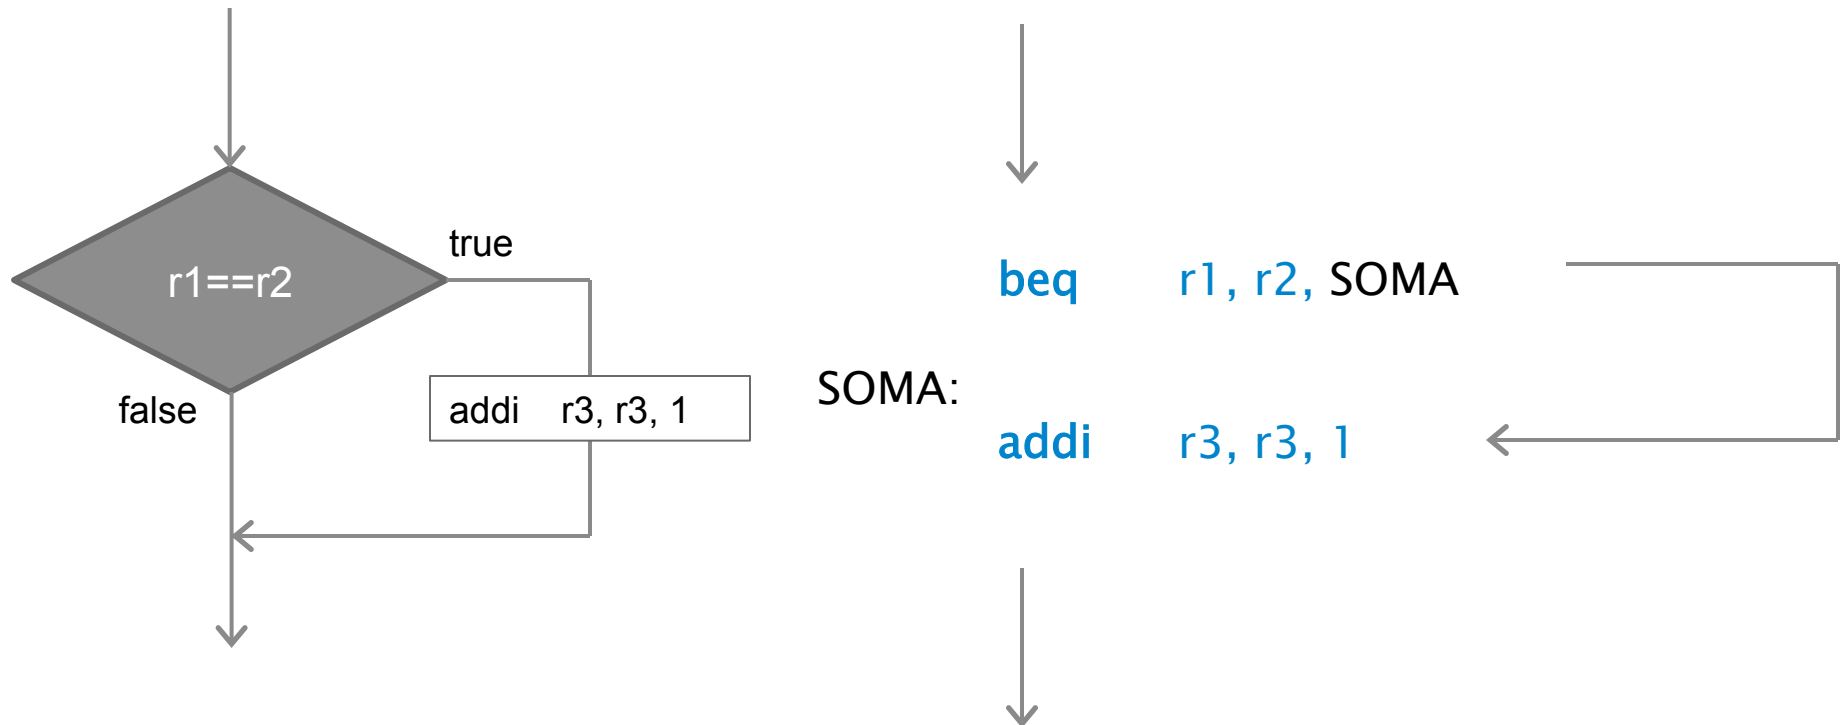 true
r1==r2
false
addi r3, r3, 1
beq r1, r2, SOMA
SOMA:
addi r3, r3, 1